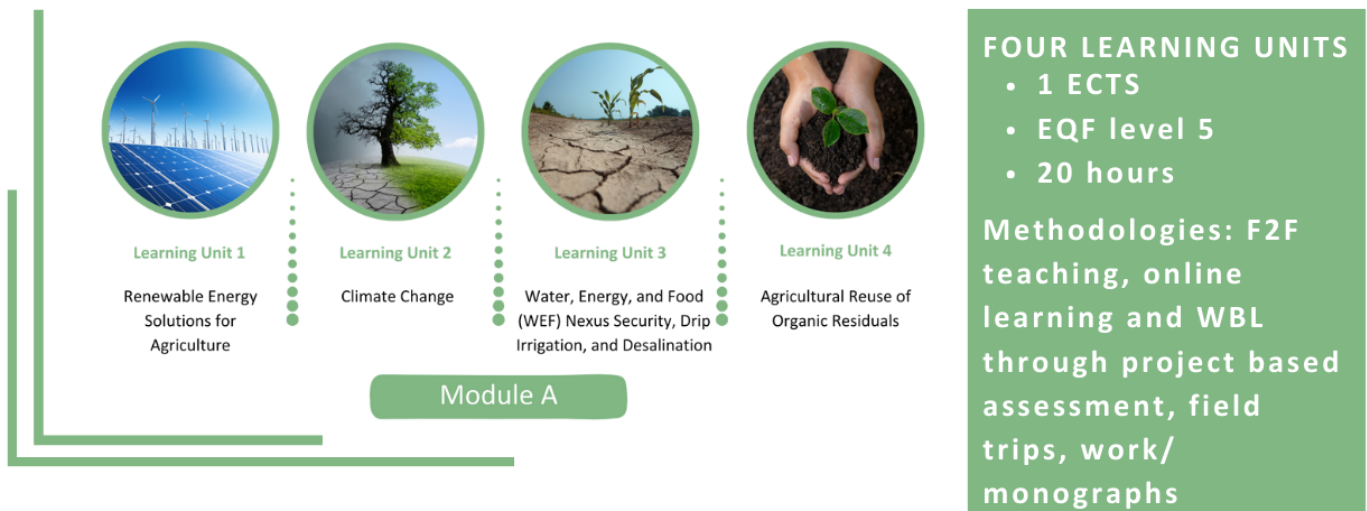 Learning Unit 1
Renewable Energy
Solutions for
Agriculture
Learning Unit 2
Climate Change
Learning Unit 3
Water, Energy, and Food
(WEF) Nexus Security, Drip
Irrigation, and Desalination
Learning Unit 4
Agricultural Reuse of
Organic Residuals
Module A
FOUR LEARNING UNITS
• 1 ECTS
• EQF level 5
• 20 hours
Methodologies: F2F
teaching, online
learning and WBL
through project based
assessment, field
trips, work/
monographs